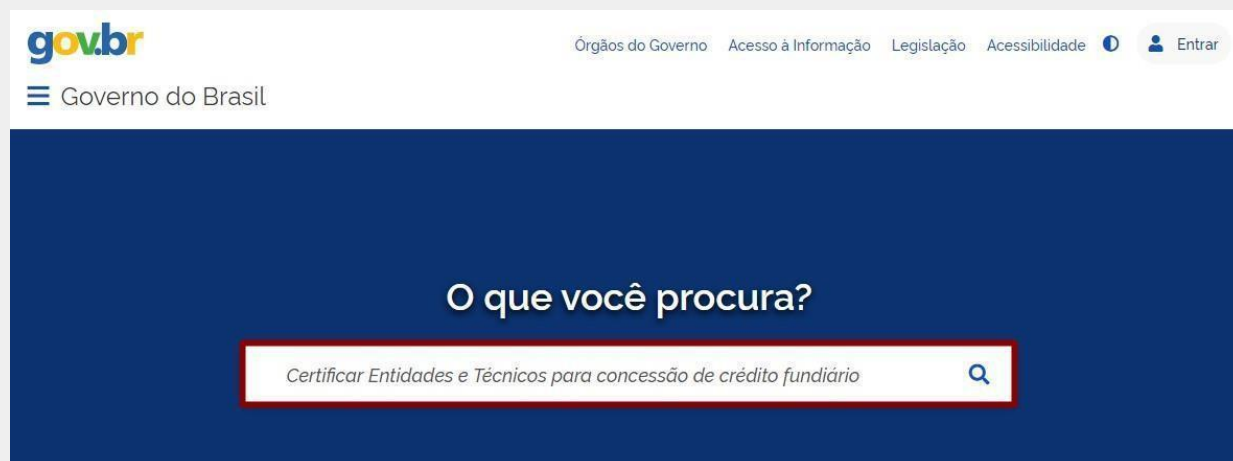 gov.br
Órgãos do Governo Acesso à Informação Legislação Acessibilidade Entrar
Governo do Brasil
O que você procura?
Certificar Entidades e Técnicos para concessão de crédito fundiário